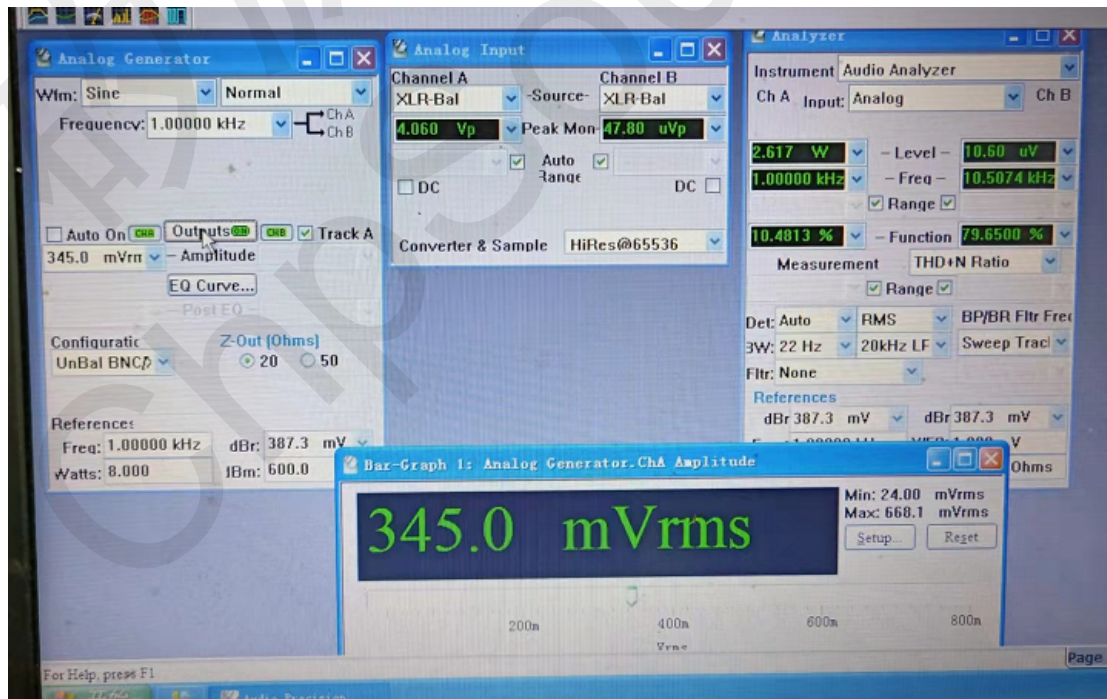 Analog Generator
Wfm: Sine Normal
Frequency: 1.00000 kHz
Ch A
Ch B
Auto On CHA Outputs ON CHB Track A
345.0 mVrn - Amplitude
EQ Curve...
- Post EQ -
Configuratic
Z-Out (Ohms)
UnBal BNC/
20 50
References
Freq: 1.00000 kHz dBr: 387.3 mV
Watts: 8.000 dBm: 600.0
Analog Input
Channel A Channel B
XLR-Bal -Source- XLR-Bal
4.060 Vp Peak Mon- 47.80 uVp
Auto
Range
DC DC
Converter & Sample HiRes@65536
Analyzer
Instrument Audio Analyzer
Ch A Input: Analog Ch B
2.617 W - Level - 10.60 uV
1.00000 kHz - Freq - 10.5074 kHz
Range
10.4813 % - Function 79.6500 %
Measurement THD+N Ratio
Range
Det: Auto RMS BP/BR Fltr Fred
BW: 22 Hz 20kHz LF Sweep Tracl
Fltr: None
References
dBr 387.3 mV dBr 387.3 mV
Ohms
Bar-Graph 1: Analog Generator.ChA Amplitude
345.0 mVrms
Min: 24.00 mVrms
Max: 668.1 mVrms
Setup... Reset
200m 400m 600m 800m
Vrms
For Help, press F1
Page
Audio Precision
ChipSou